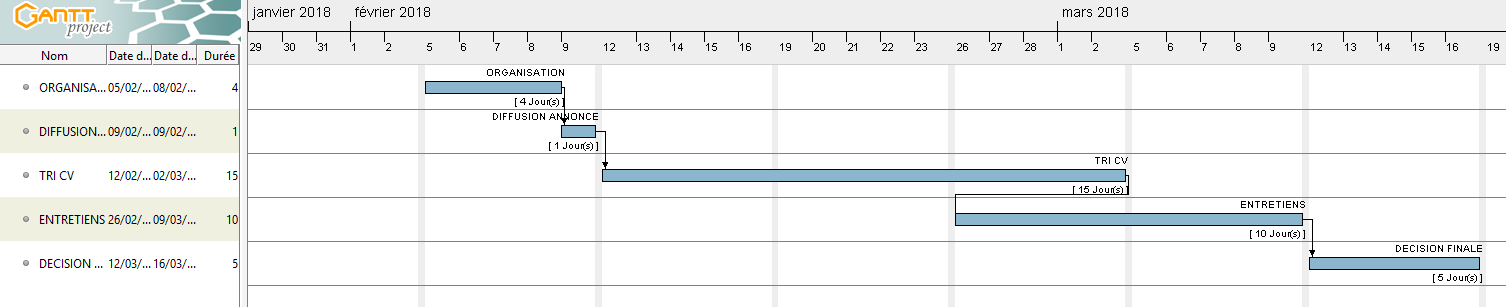 GANTT
project
janvier 2018 février 2018 mars 2018
29 30 31 1 2 5 6 7 8 9 12 13 14 15 16 19 20 21 22 23 26 27 28 1 2 5 6 7 8 9 12 13 14 15 16 19
Nom Date d... Date d... Durée
ORGANISA... 05/02/... 08/02/... 4
ORGANISATION
[ 4 Jour(s) ]
DIFFUSION... 09/02/... 09/02/... 1
DIFFUSION ANNONCE
[ 1 Jour(s) ]
TRI CV 12/02/... 02/03/... 15
TRI CV
[ 15 Jour(s) ]
ENTRETIENS 26/02/... 09/03/... 10
ENTRETIENS
[ 10 Jour(s) ]
DECISION ... 12/03/... 16/03/... 5
DECISION FINALE
[ 5 Jour(s) ]